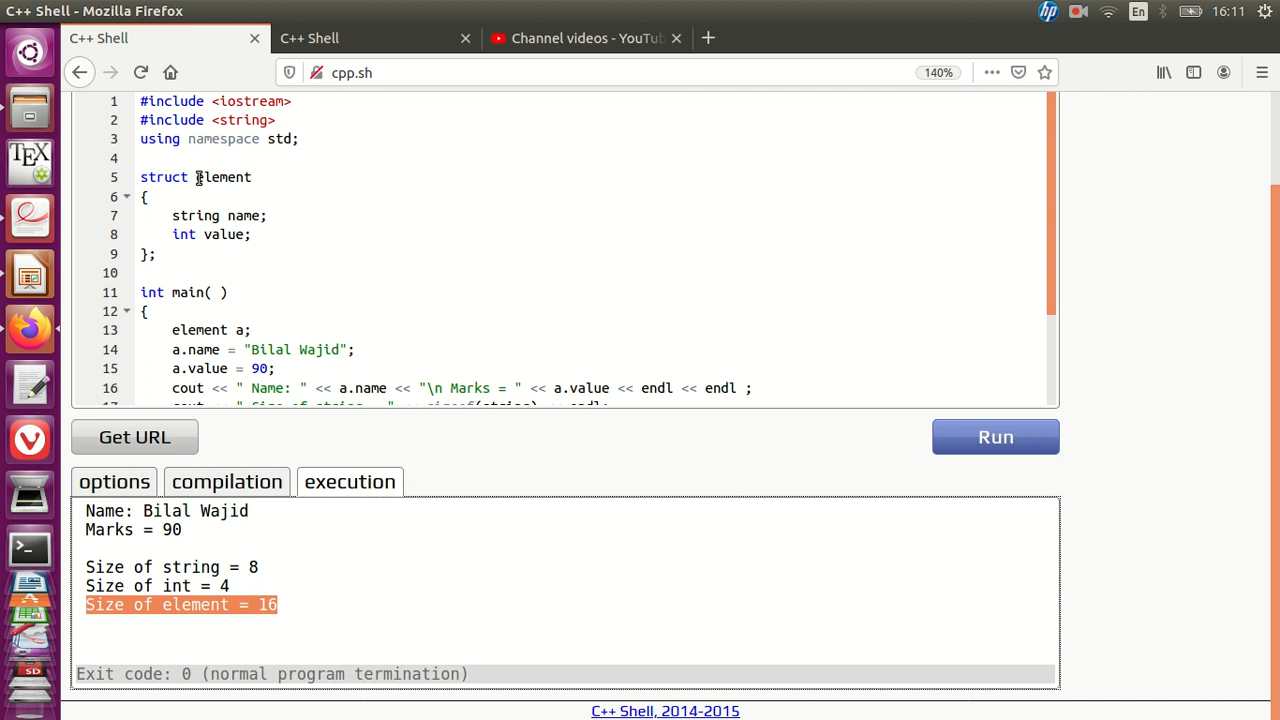 C++ Shell - Mozilla Firefox
En
16:11
C++ Shell
C++ Shell
Channel videos - YouTub
cpp.sh
140%
1 #include <iostream>
2 #include <string>
3 using namespace std;
4
5 struct element
6 {
7 string name;
8 int value;
9 };
10
11 int main( )
12 {
13 element a;
14 a.name = "Bilal Wajid";
15 a.value = 90;
16 cout << " Name: " << a.name << "\n Marks = " << a.value << endl << endl ;
Get URL
Run
options
compilation
execution
Name: Bilal Wajid
Marks = 90
Size of string = 8
Size of int = 4
Size of element = 16
Exit code: 0 (normal program termination)
C++ Shell, 2014-2015
TEX
SD